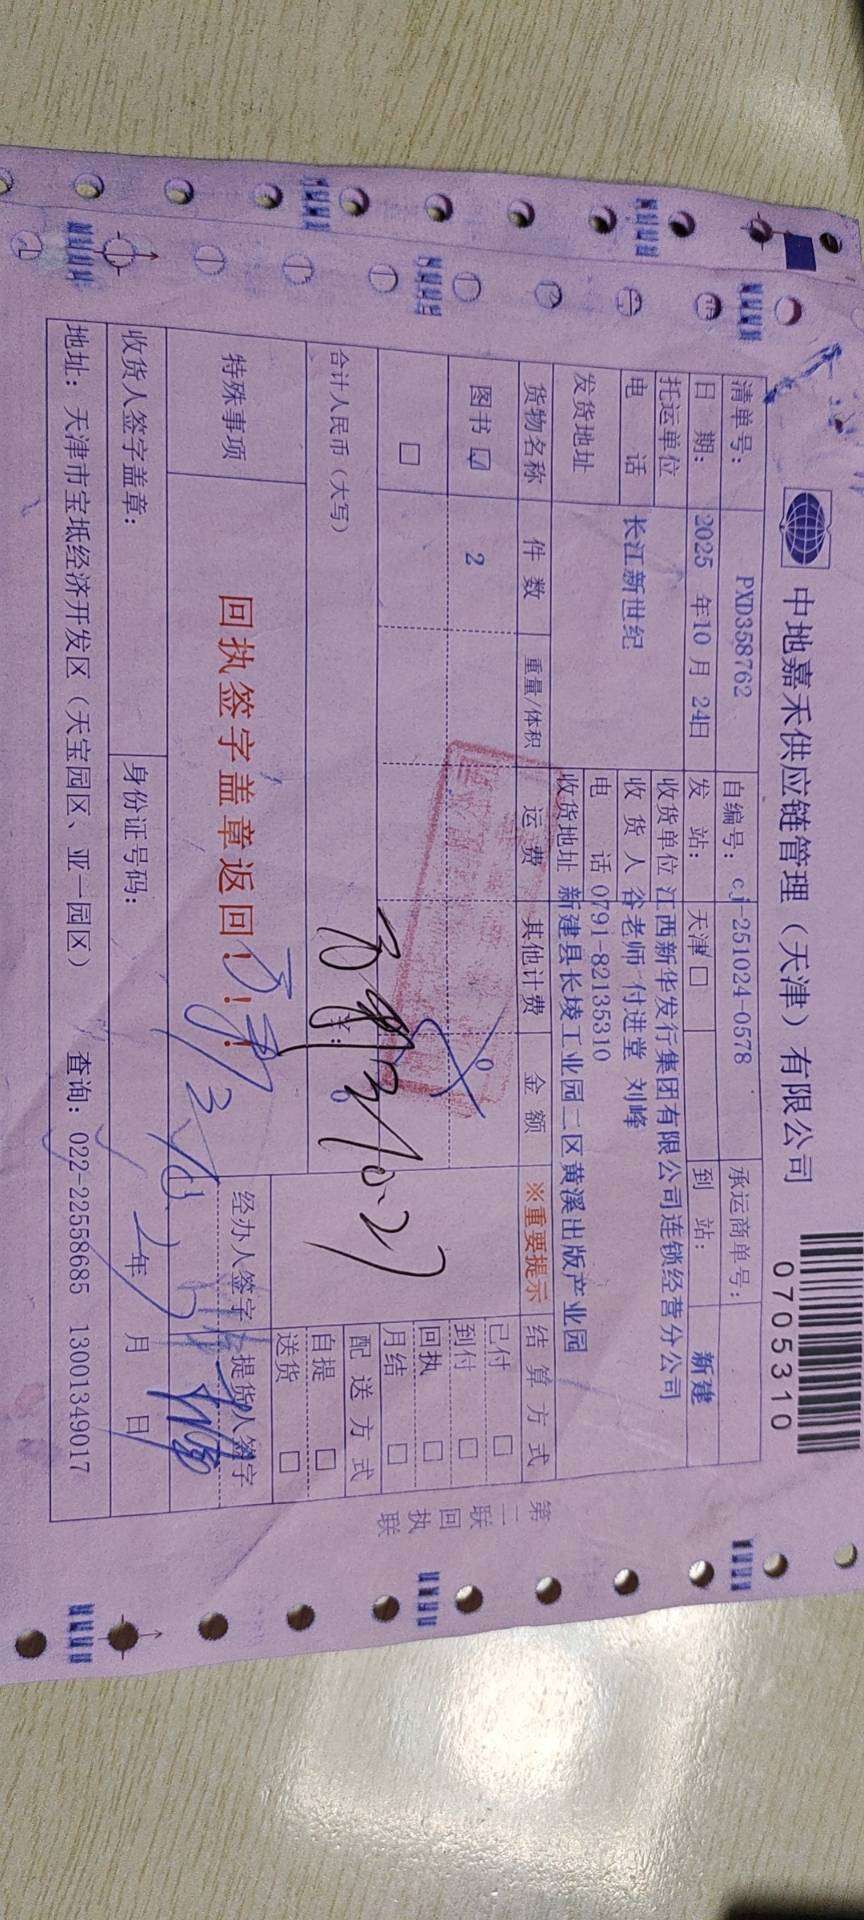 中地嘉禾供应链管理（天津）有限公司
0705310
清单号： PXD358762 自编号： cj-251024-0578 承运商单号：
日 期： 2025 年10 月 24日 发 站： 天津 □ 到 站： 新建
托运单位 长江新世纪 收货单位 江西新华发行集团有限公司连锁经营分公司
电 话 收 货 人 谷老师 付进堂 刘峰
电 话 0791-82135310
发货地址 收货地址 新建县长堎工业园二区黄溪出版产业园
货物名称 件 数 重量/体积 运 费 其他计费 金 额 ※重要提示 结 算 方 式
图书 ☑ 2 0 已付 □
到付 □
□ 回执 □
月结 □
合计人民币（大写） ￥： 0 配 送 方 式
自提 □
送货 □
10.27
特殊事项 回执签字盖章返回！！！ 经办人签字 提货人签字
收货人签字盖章： 身份证号码： 年 月 日
地址：天津市宝坻经济开发区（天宝园区、亚一园区） 查询：022-22558685 13001349017
第二联 回执联